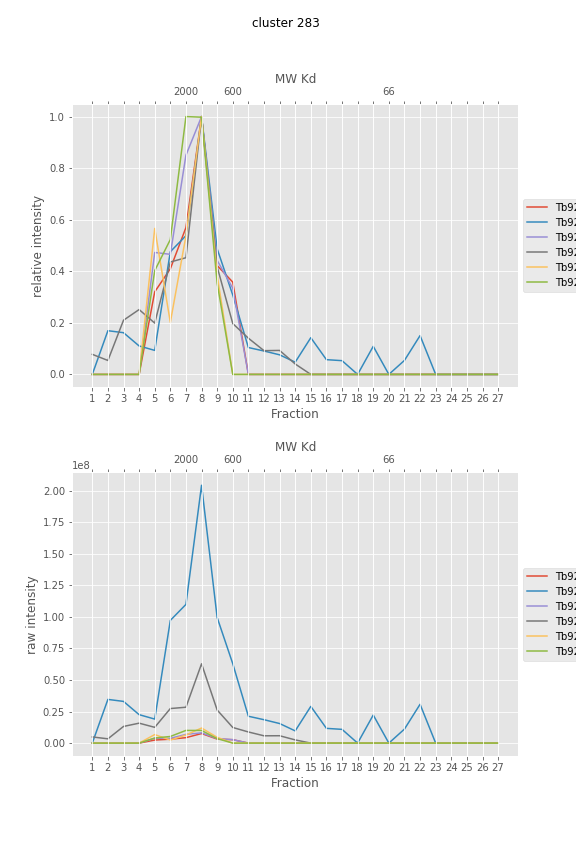 cluster 283
MW Kd
2000 600 66
1.0
0.8
0.6
0.4
0.2
0.0
relative intensity
1 2 3 4 5 6 7 8 9 10 11 12 13 14 15 16 17 18 19 20 21 22 23 24 25 26 27
Fraction
Tb92
Tb92
Tb92
Tb92
Tb92
Tb92
MW Kd
2000 600 66
1e8
2.00
1.75
1.50
1.25
1.00
0.75
0.50
0.25
0.00
raw intensity
1 2 3 4 5 6 7 8 9 10 11 12 13 14 15 16 17 18 19 20 21 22 23 24 25 26 27
Fraction
Tb92
Tb92
Tb92
Tb92
Tb92
Tb92